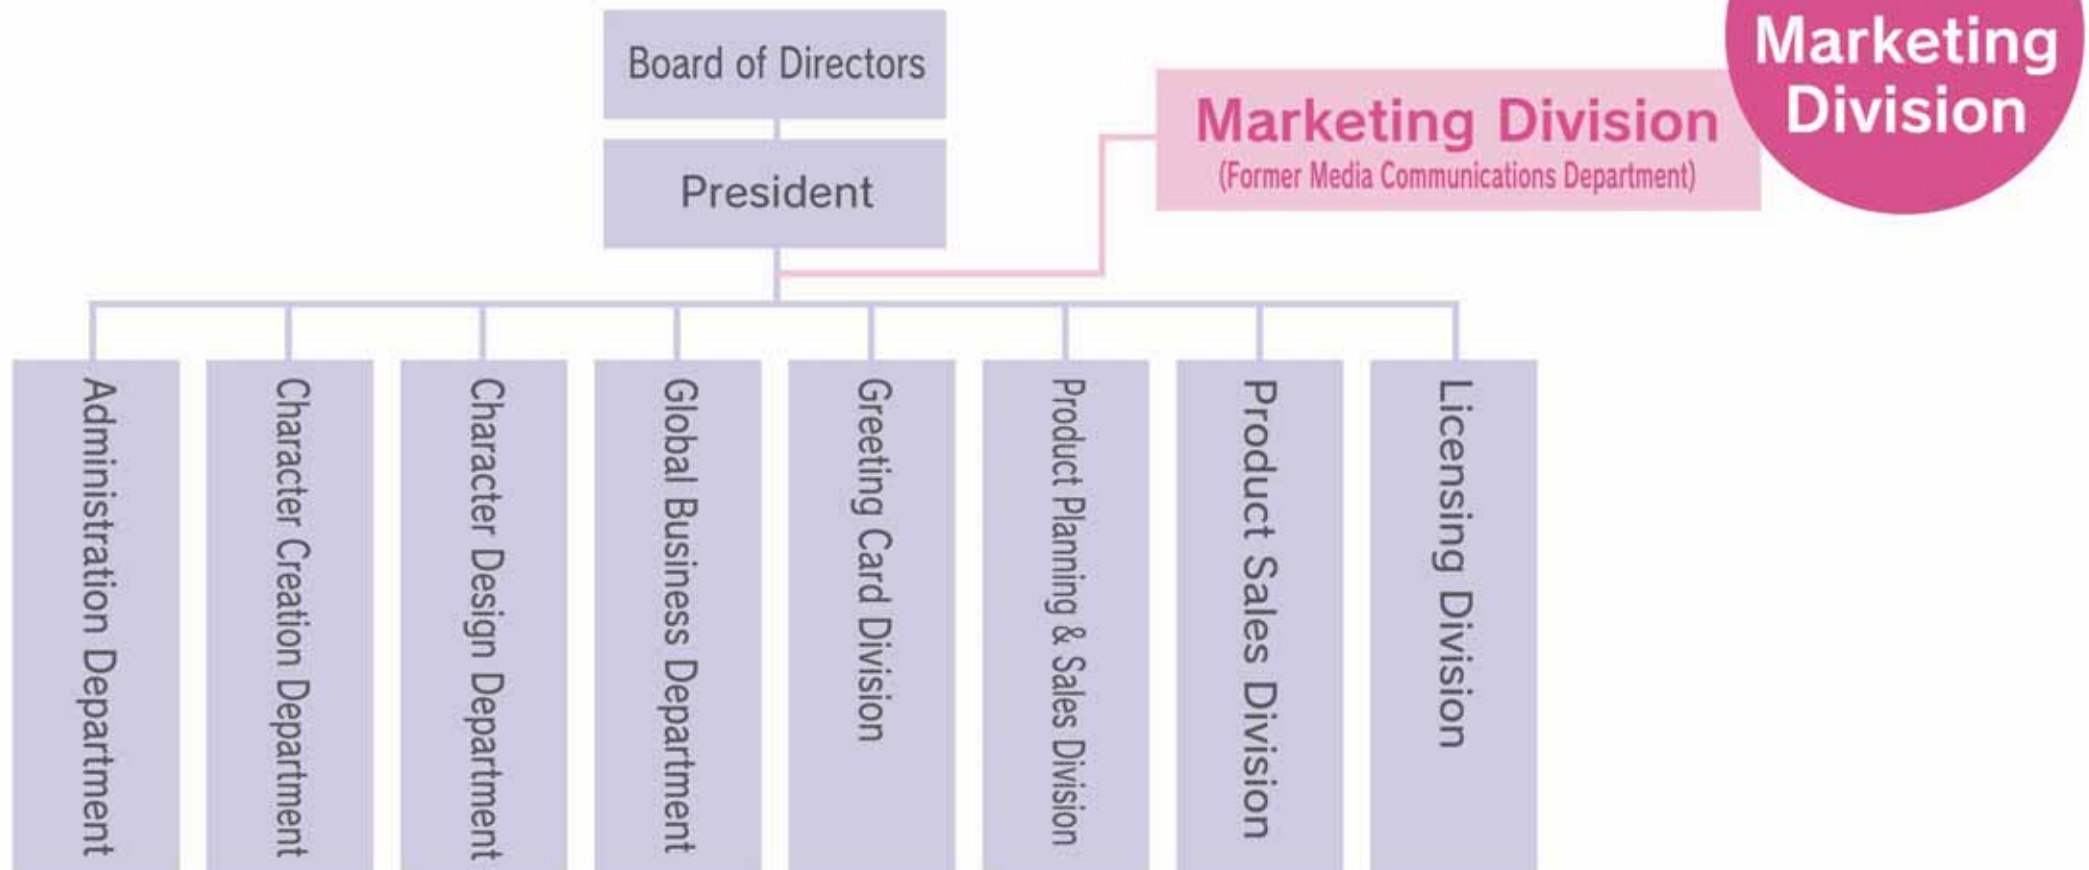 Board of Directors
President
Marketing Division
(Former Media Communications Department)
Marketing
Division
Administration Department
Character Creation Department
Character Design Department
Global Business Department
Greeting Card Division
Product Planning & Sales Division
Product Sales Division
Licensing Division